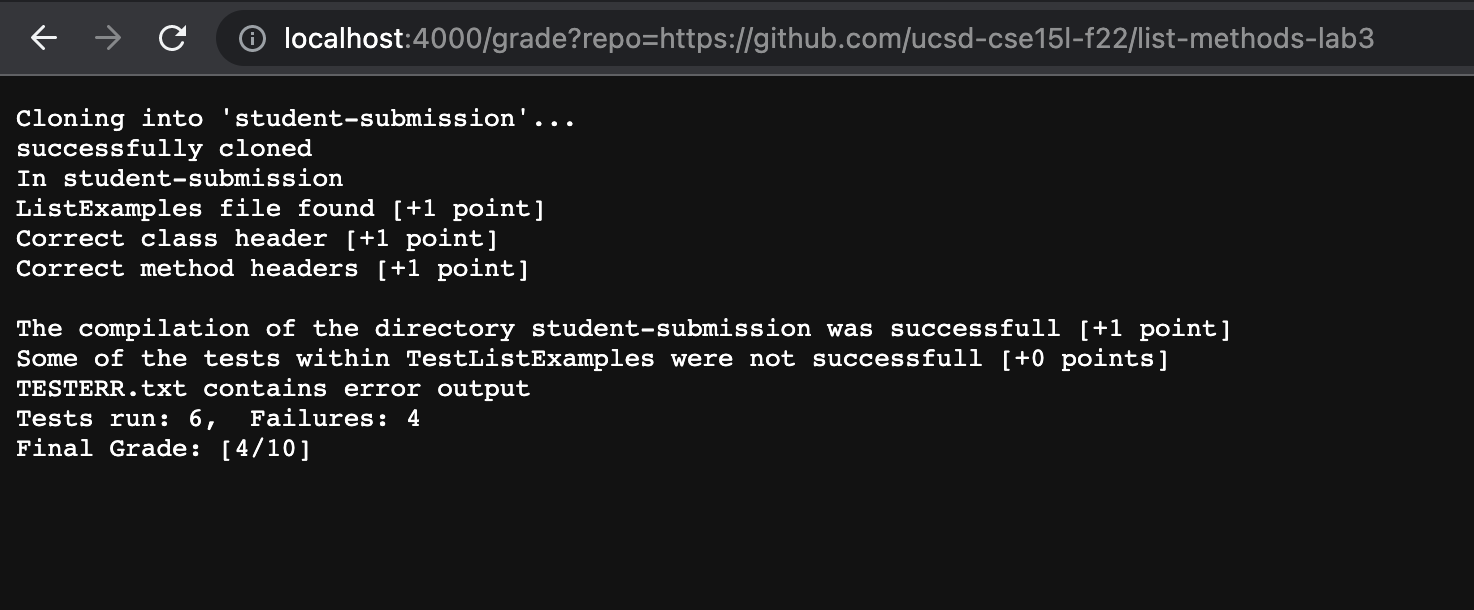 localhost:4000/grade?repo=https://github.com/ucsd-cse15l-f22/list-methods-lab3
Cloning into 'student-submission'...
successfully cloned
In student-submission
ListExamples file found [+1 point]
Correct class header [+1 point]
Correct method headers [+1 point]
The compilation of the directory student-submission was successfull [+1 point]
Some of the tests within TestListExamples were not successfull [+0 points]
TESTERR.txt contains error output
Tests run: 6,  Failures: 4
Final Grade: [4/10]